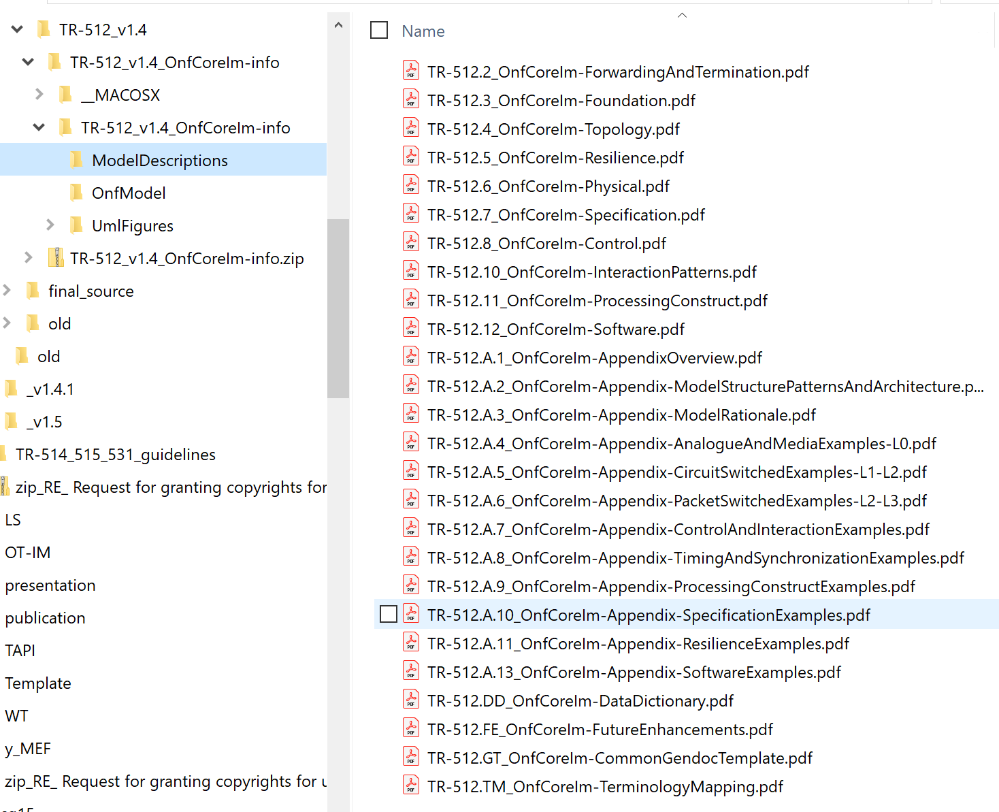 TR-512_v1.4
TR-512_v1.4_OnfCoreIm-info
__MACOSX
TR-512_v1.4_OnfCoreIm-info
ModelDescriptions
OnfModel
UmlFigures
TR-512_v1.4_OnfCoreIm-info.zip
final_source
old
old
_v1.4.1
_v1.5
TR-514_515_531_guidelines
zip_RE_ Request for granting copyrights for
LS
OT-IM
presentation
publication
TAPI
Template
WT
y_MEF
zip_RE_ Request for granting copyrights for u
Name
TR-512.2_OnfCoreIm-ForwardingAndTermination.pdf
TR-512.3_OnfCoreIm-Foundation.pdf
TR-512.4_OnfCoreIm-Topology.pdf
TR-512.5_OnfCoreIm-Resilience.pdf
TR-512.6_OnfCoreIm-Physical.pdf
TR-512.7_OnfCoreIm-Specification.pdf
TR-512.8_OnfCoreIm-Control.pdf
TR-512.10_OnfCoreIm-InteractionPatterns.pdf
TR-512.11_OnfCoreIm-ProcessingConstruct.pdf
TR-512.12_OnfCoreIm-Software.pdf
TR-512.A.1_OnfCoreIm-AppendixOverview.pdf
TR-512.A.2_OnfCoreIm-Appendix-ModelStructurePatternsAndArchitecture.p...
TR-512.A.3_OnfCoreIm-Appendix-ModelRationale.pdf
TR-512.A.4_OnfCoreIm-Appendix-AnalogueAndMediaExamples-L0.pdf
TR-512.A.5_OnfCoreIm-Appendix-CircuitSwitchedExamples-L1-L2.pdf
TR-512.A.6_OnfCoreIm-Appendix-PacketSwitchedExamples-L2-L3.pdf
TR-512.A.7_OnfCoreIm-Appendix-ControlAndInteractionExamples.pdf
TR-512.A.8_OnfCoreIm-Appendix-TimingAndSynchronizationExamples.pdf
TR-512.A.9_OnfCoreIm-Appendix-ProcessingConstructExamples.pdf
TR-512.A.10_OnfCoreIm-Appendix-SpecificationExamples.pdf
TR-512.A.11_OnfCoreIm-Appendix-ResilienceExamples.pdf
TR-512.A.13_OnfCoreIm-Appendix-SoftwareExamples.pdf
TR-512.DD_OnfCoreIm-DataDictionary.pdf
TR-512.FE_OnfCoreIm-FutureEnhancements.pdf
TR-512.GT_OnfCoreIm-CommonGendocTemplate.pdf
TR-512.TM_OnfCoreIm-TerminologyMapping.pdf